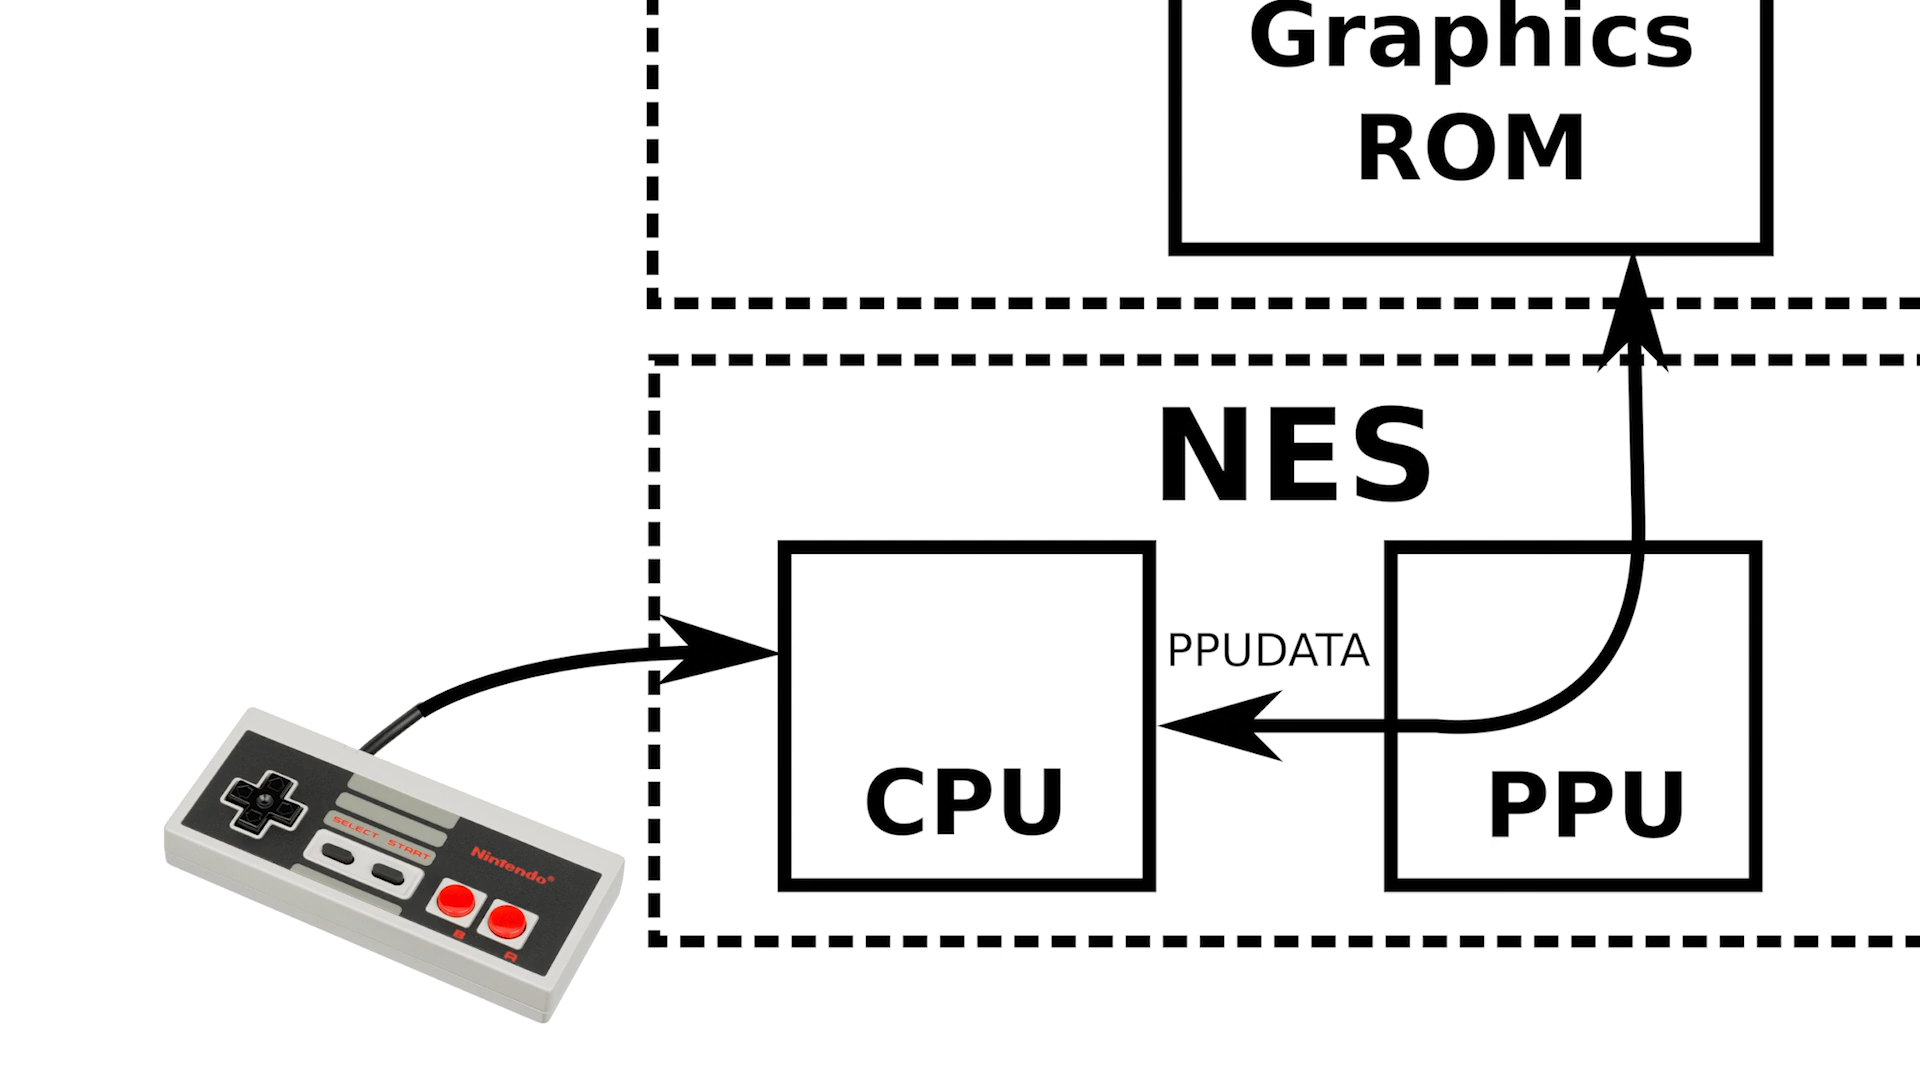 Graphics
ROM
NES
PPUDATA
CPU
PPU
SELECT
START
Nintendo®
B
A